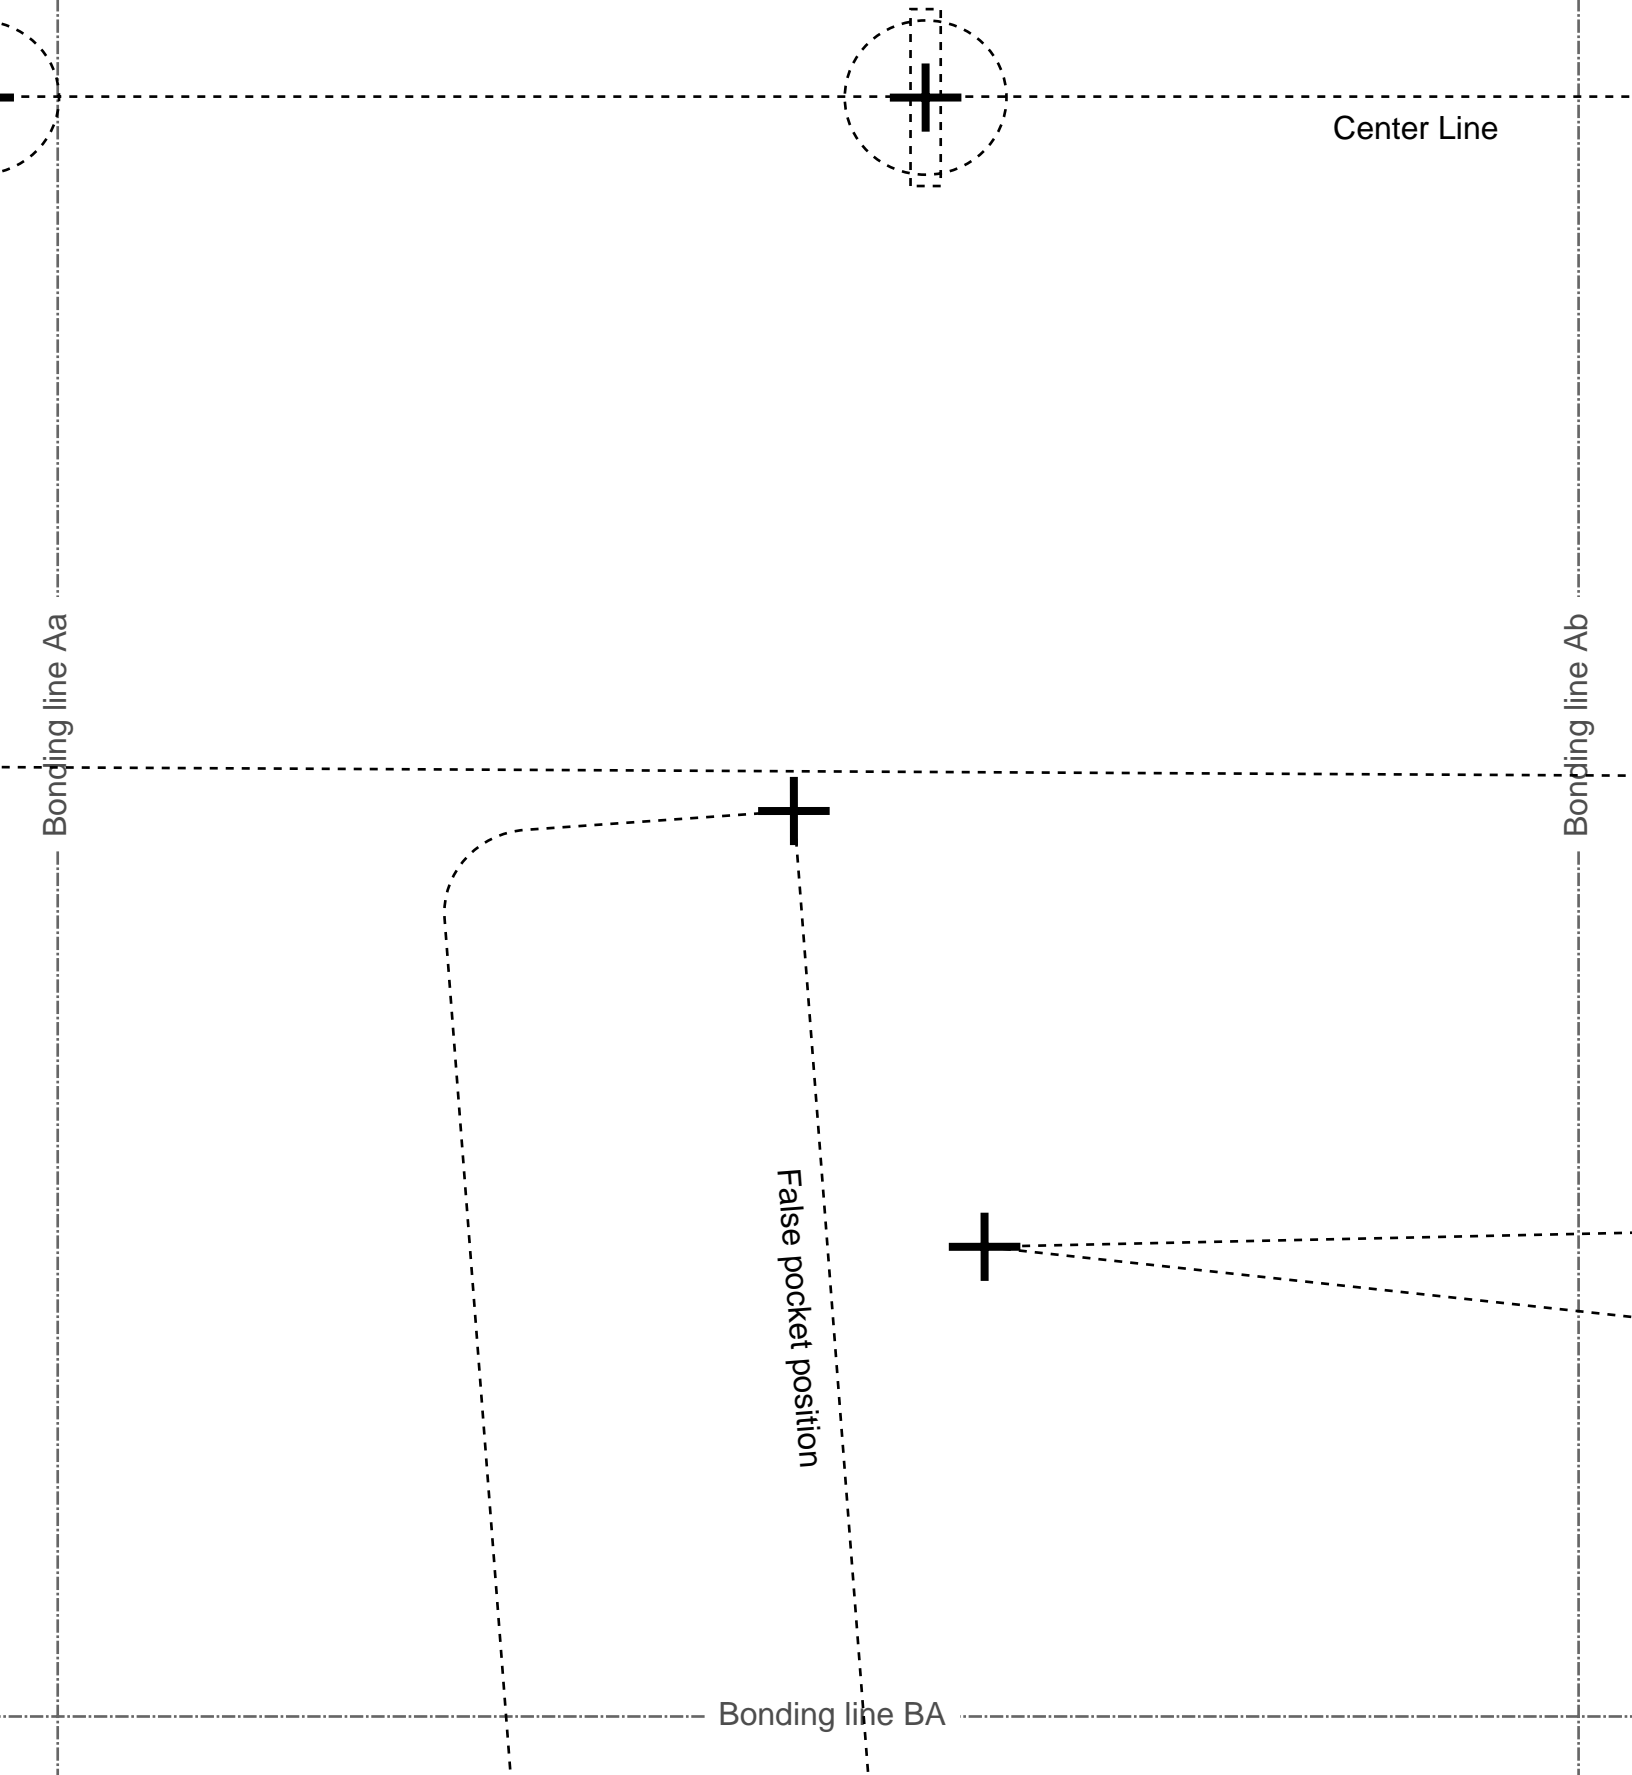 Center Line
Bonding line Aa
Bonding line Ab
False pocket position
Bonding line BA